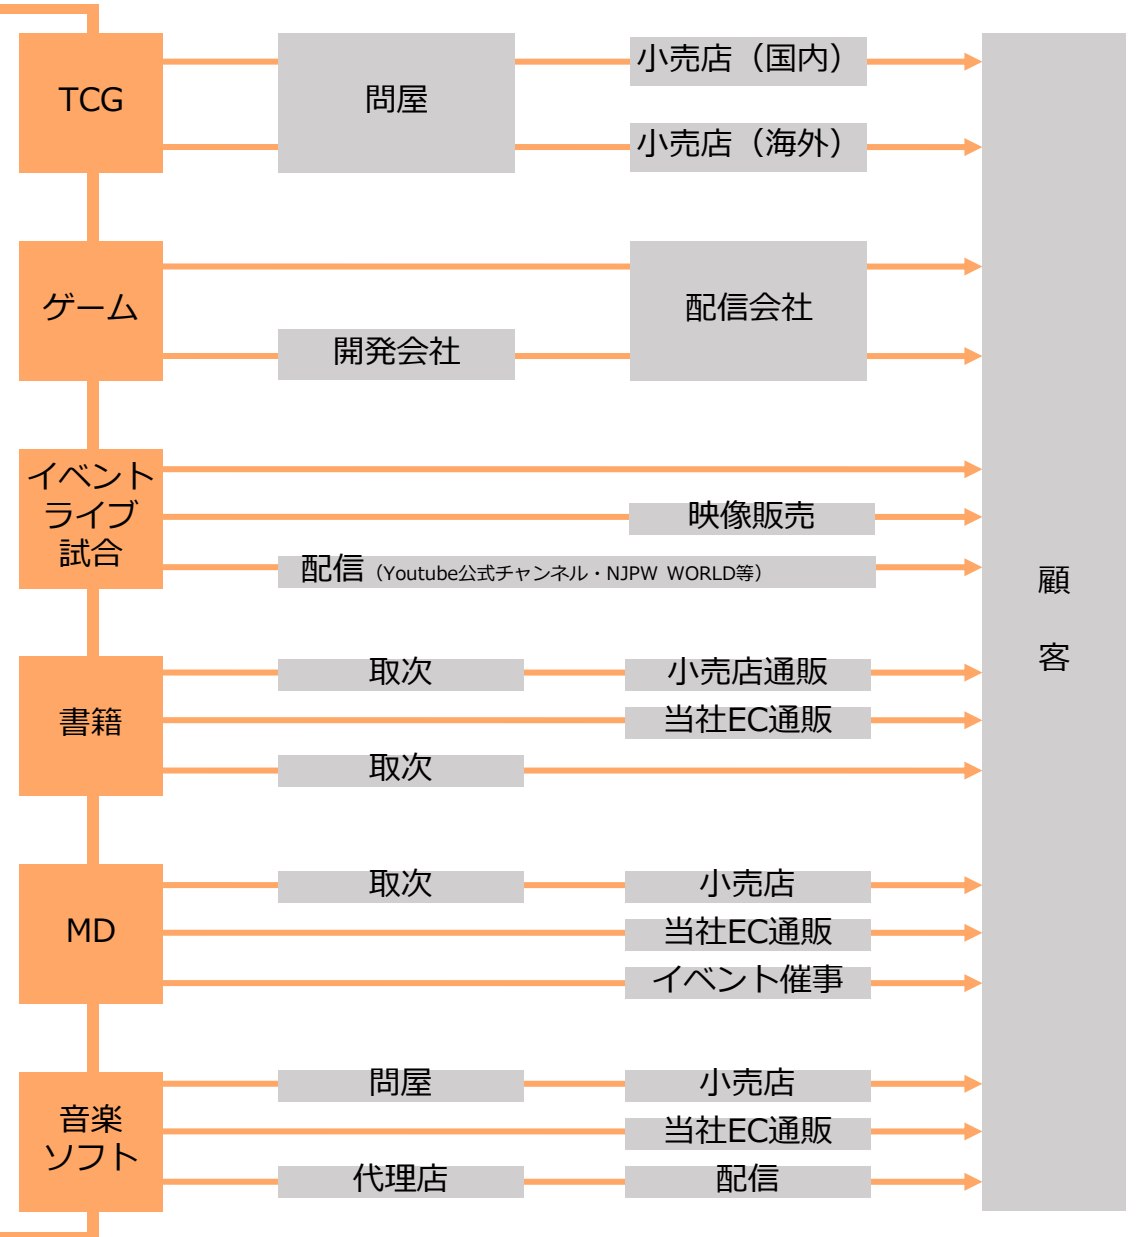 TCG
問屋
小売店（国内）
小売店（海外）
ゲーム
開発会社
配信会社
イベント
ライブ
試合
映像販売
配信（Youtube公式チャンネル・NJPW WORLD等）
書籍
取次
小売店通販
当社EC通販
取次
MD
取次
小売店
当社EC通販
イベント催事
音楽
ソフト
問屋
小売店
当社EC通販
代理店
配信
顧
客